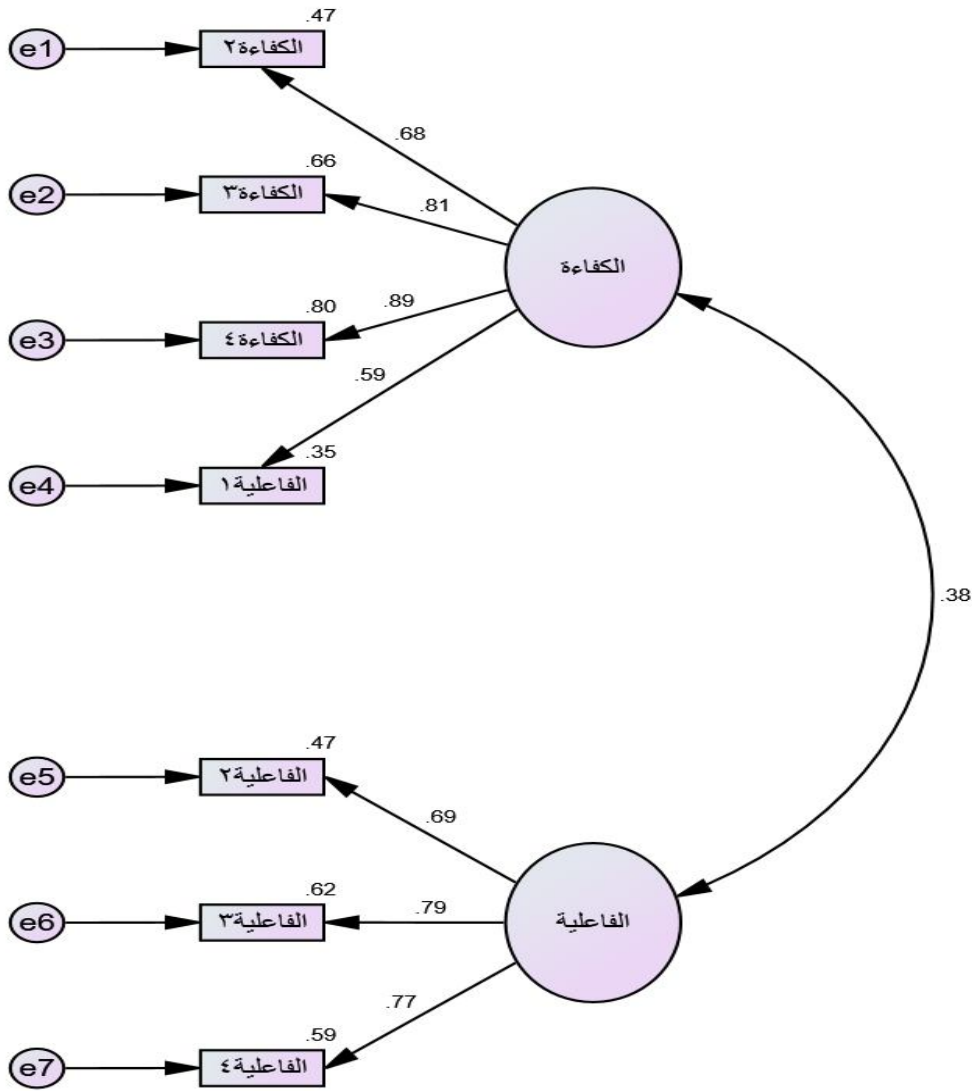 .47
e1
الكفاءة٢
.68
.66
e2
الكفاءة٣
.81
الكفاءة
.80
.89
e3
الكفاءة٤
.59
.35
e4
الفاعلية١
.38
.47
e5
الفاعلية٢
.69
.62
e6
الفاعلية٣
.79
الفاعلية
.77
.59
e7
الفاعلية٤